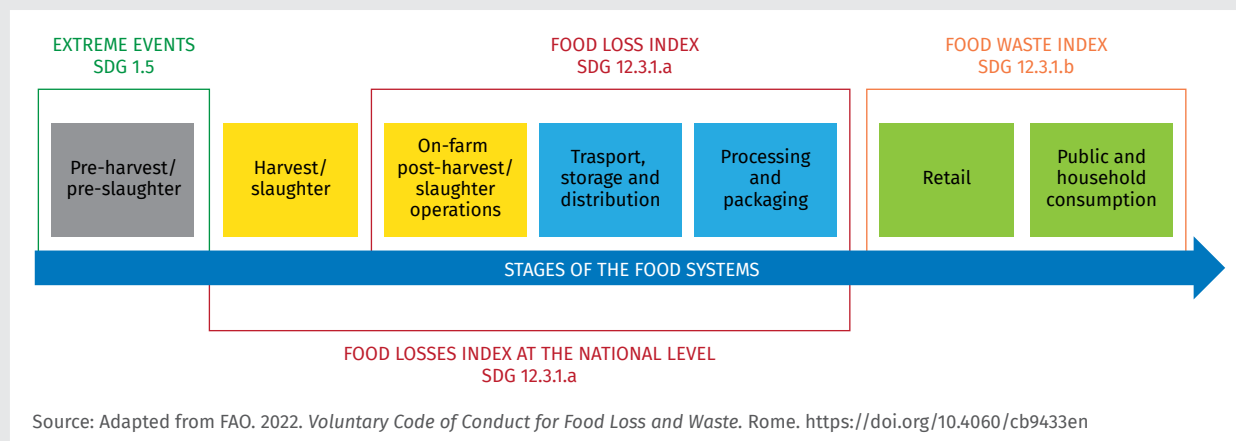 EXTREME EVENTS
SDG 1.5
FOOD LOSS INDEX
SDG 12.3.1.a
FOOD WASTE INDEX
SDG 12.3.1.b
Pre-harvest/
pre-slaughter
Harvest/
slaughter
On-farm
post-harvest/
slaughter
operations
Trasport,
storage and
distribution
Processing
and
packaging
Retail
Public and
household
consumption
STAGES OF THE FOOD SYSTEMS
FOOD LOSSES INDEX AT THE NATIONAL LEVEL
SDG 12.3.1.a
Source: Adapted from FAO. 2022. Voluntary Code of Conduct for Food Loss and Waste. Rome. https://doi.org/10.4060/cb9433en